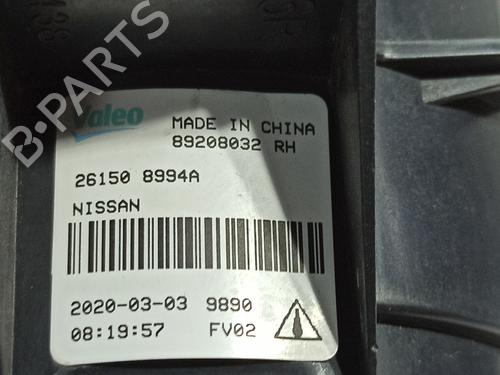 B-PARTS
Valeo
MADE IN CHINA
89208032 RH
26150 8994A
NISSAN
2020-03-03 9890
08:19:57 FV02